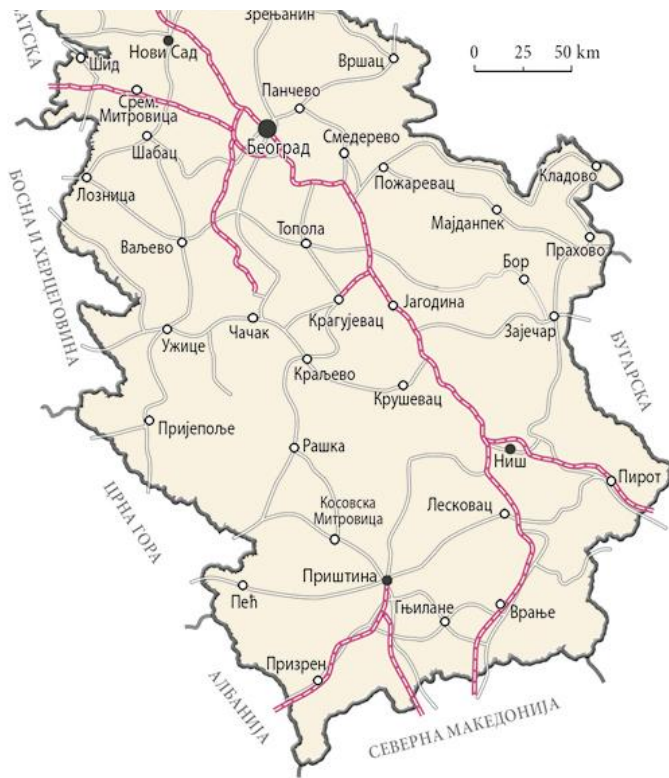 Зрењанин
Нови Сад
Шид
Вршац
0 25 50 km
Панчево
Срем.
Митровица
Београд
Смедерево
Шабац
Пожаревац
Кладово
Лозница
Мајданпек
Топола
Ваљево
Прахово
Бор
БОСНА И ХЕРЦЕГОВИНА
Јагодина
Крагујевац
Чачак
Зајечар
Ужице
БУГАРСКА
Краљево
Крушевац
Пријепоље
Рашка
Ниш
Пирот
ЦРНА ГОРА
Косовска
Митровица
Лесковац
Приштина
Пећ
Гњилане
Врање
Призрен
АЛБАНИЈА
СЕВЕРНА МАКЕДОНИЈА